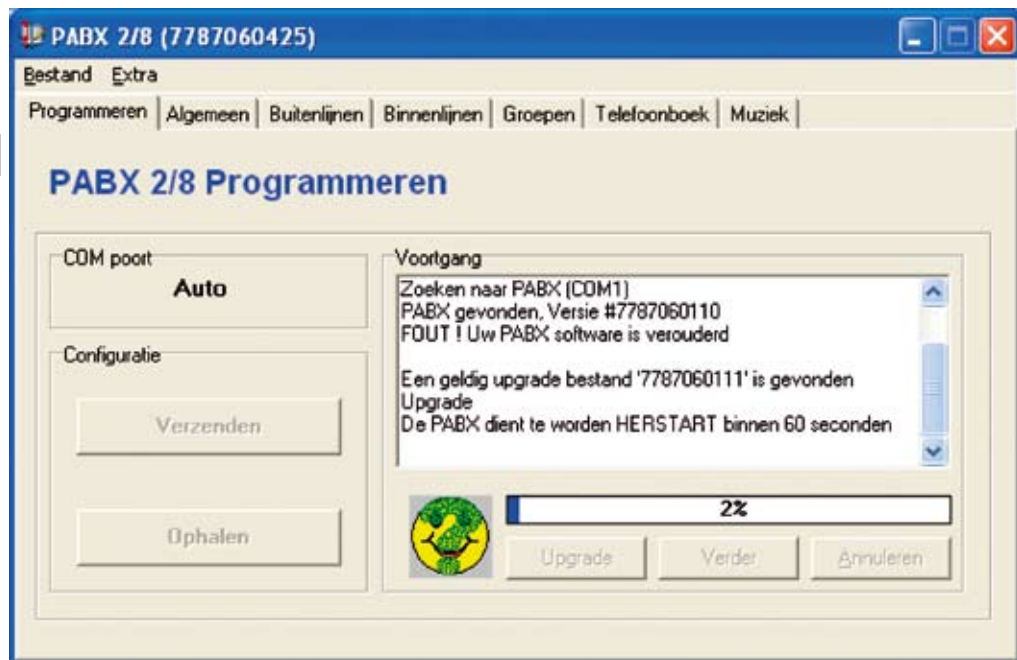 PABX 2/8 (7787060425)
Bestand Extra
Programmeren Algemeen Buitenlijnen Binnenlijnen Groepen Telefoonboek Muziek
PABX 2/8 Programmeren
COM poort
Auto
Configuratie
Verzenden
Ophalen
Voortgang
Zoeken naar PABX (COM1)
PABX gevonden, Versie #7787060110
FOUT ! Uw PABX software is verouderd
Een geldig upgrade bestand '7787060111' is gevonden
Upgrade
De PABX dient te worden HERSTART binnen 60 seconden
2%
Upgrade Verder Annuleren